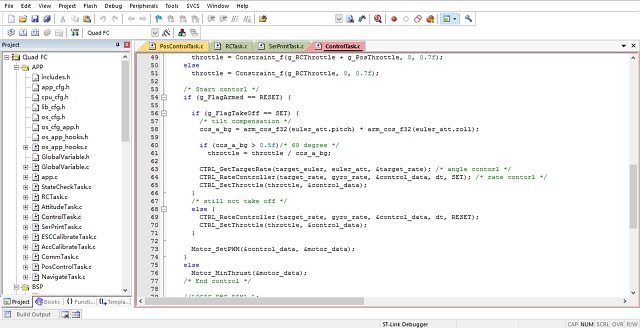 File Edit View Project Flash Debug Peripherals Tools SVCS Window Help
Quad FC
Project
PosControlTask.c RCTask.c SerPrintTask.c ControlTask.c
Quad FC
APP
includes.h
app_cfg.h
cpu_cfg.h
lib_cfg.h
os_cfg.h
os_cfg_app.h
os_app_hooks.h
os_app_hooks.c
GlobalVariable.h
GlobalVariable.c
app.c
StateCheckTask.c
RCTask.c
AttitudeTask.c
ControlTask.c
SerPrintTask.c
ESCCalibrateTask.c
AccCalibrateTask.c
CommTask.c
PosControlTask.c
NavigateTask.c
BSP
49 throttle = Constraint_f(g_RCThrottle + g_PosThrottle, 0, 0.7f);
50 else
51 throttle = Constraint_f(g_RCThrottle, 0, 0.7f);
52
53 /* Start contorl */
54 if (g_FlagArmed == RESET) {
55
56 if (g_FlagTakeOff == SET) {
57 /* tilt compensation */
58 cos_a_bg = arm_cos_f32(euler_att.pitch) * arm_cos_f32(euler_att.roll);
59
60 if (cos_a_bg > 0.5f)/* 60 degree */
61 throttle = throttle / cos_a_bg;
62
63 CTRL_GetTargetRate(target_euler, euler_att, &target_rate); /* angle contorl */
64 CTRL_RateController(target_rate, gyro_rate, &control_data, dt, SET); /* rate contorl */
65 CTRL_SetThrottle(throttle, &control_data);
66 }
67 /* still not take off */
68 else {
69 CTRL_RateController(target_rate, gyro_rate, &control_data, dt, RESET);
70 CTRL_SetThrottle(throttle, &control_data);
71 }
72
73 Motor_SetPWM(&control_data, &motor_data);
74 }
75 else
76 Motor_MinThrust(&motor_data);
77 /* End control */
78
Project Books Functi... Templa...
Build Output
ST-Link Debugger CAP NUM SCRL OVR R/W